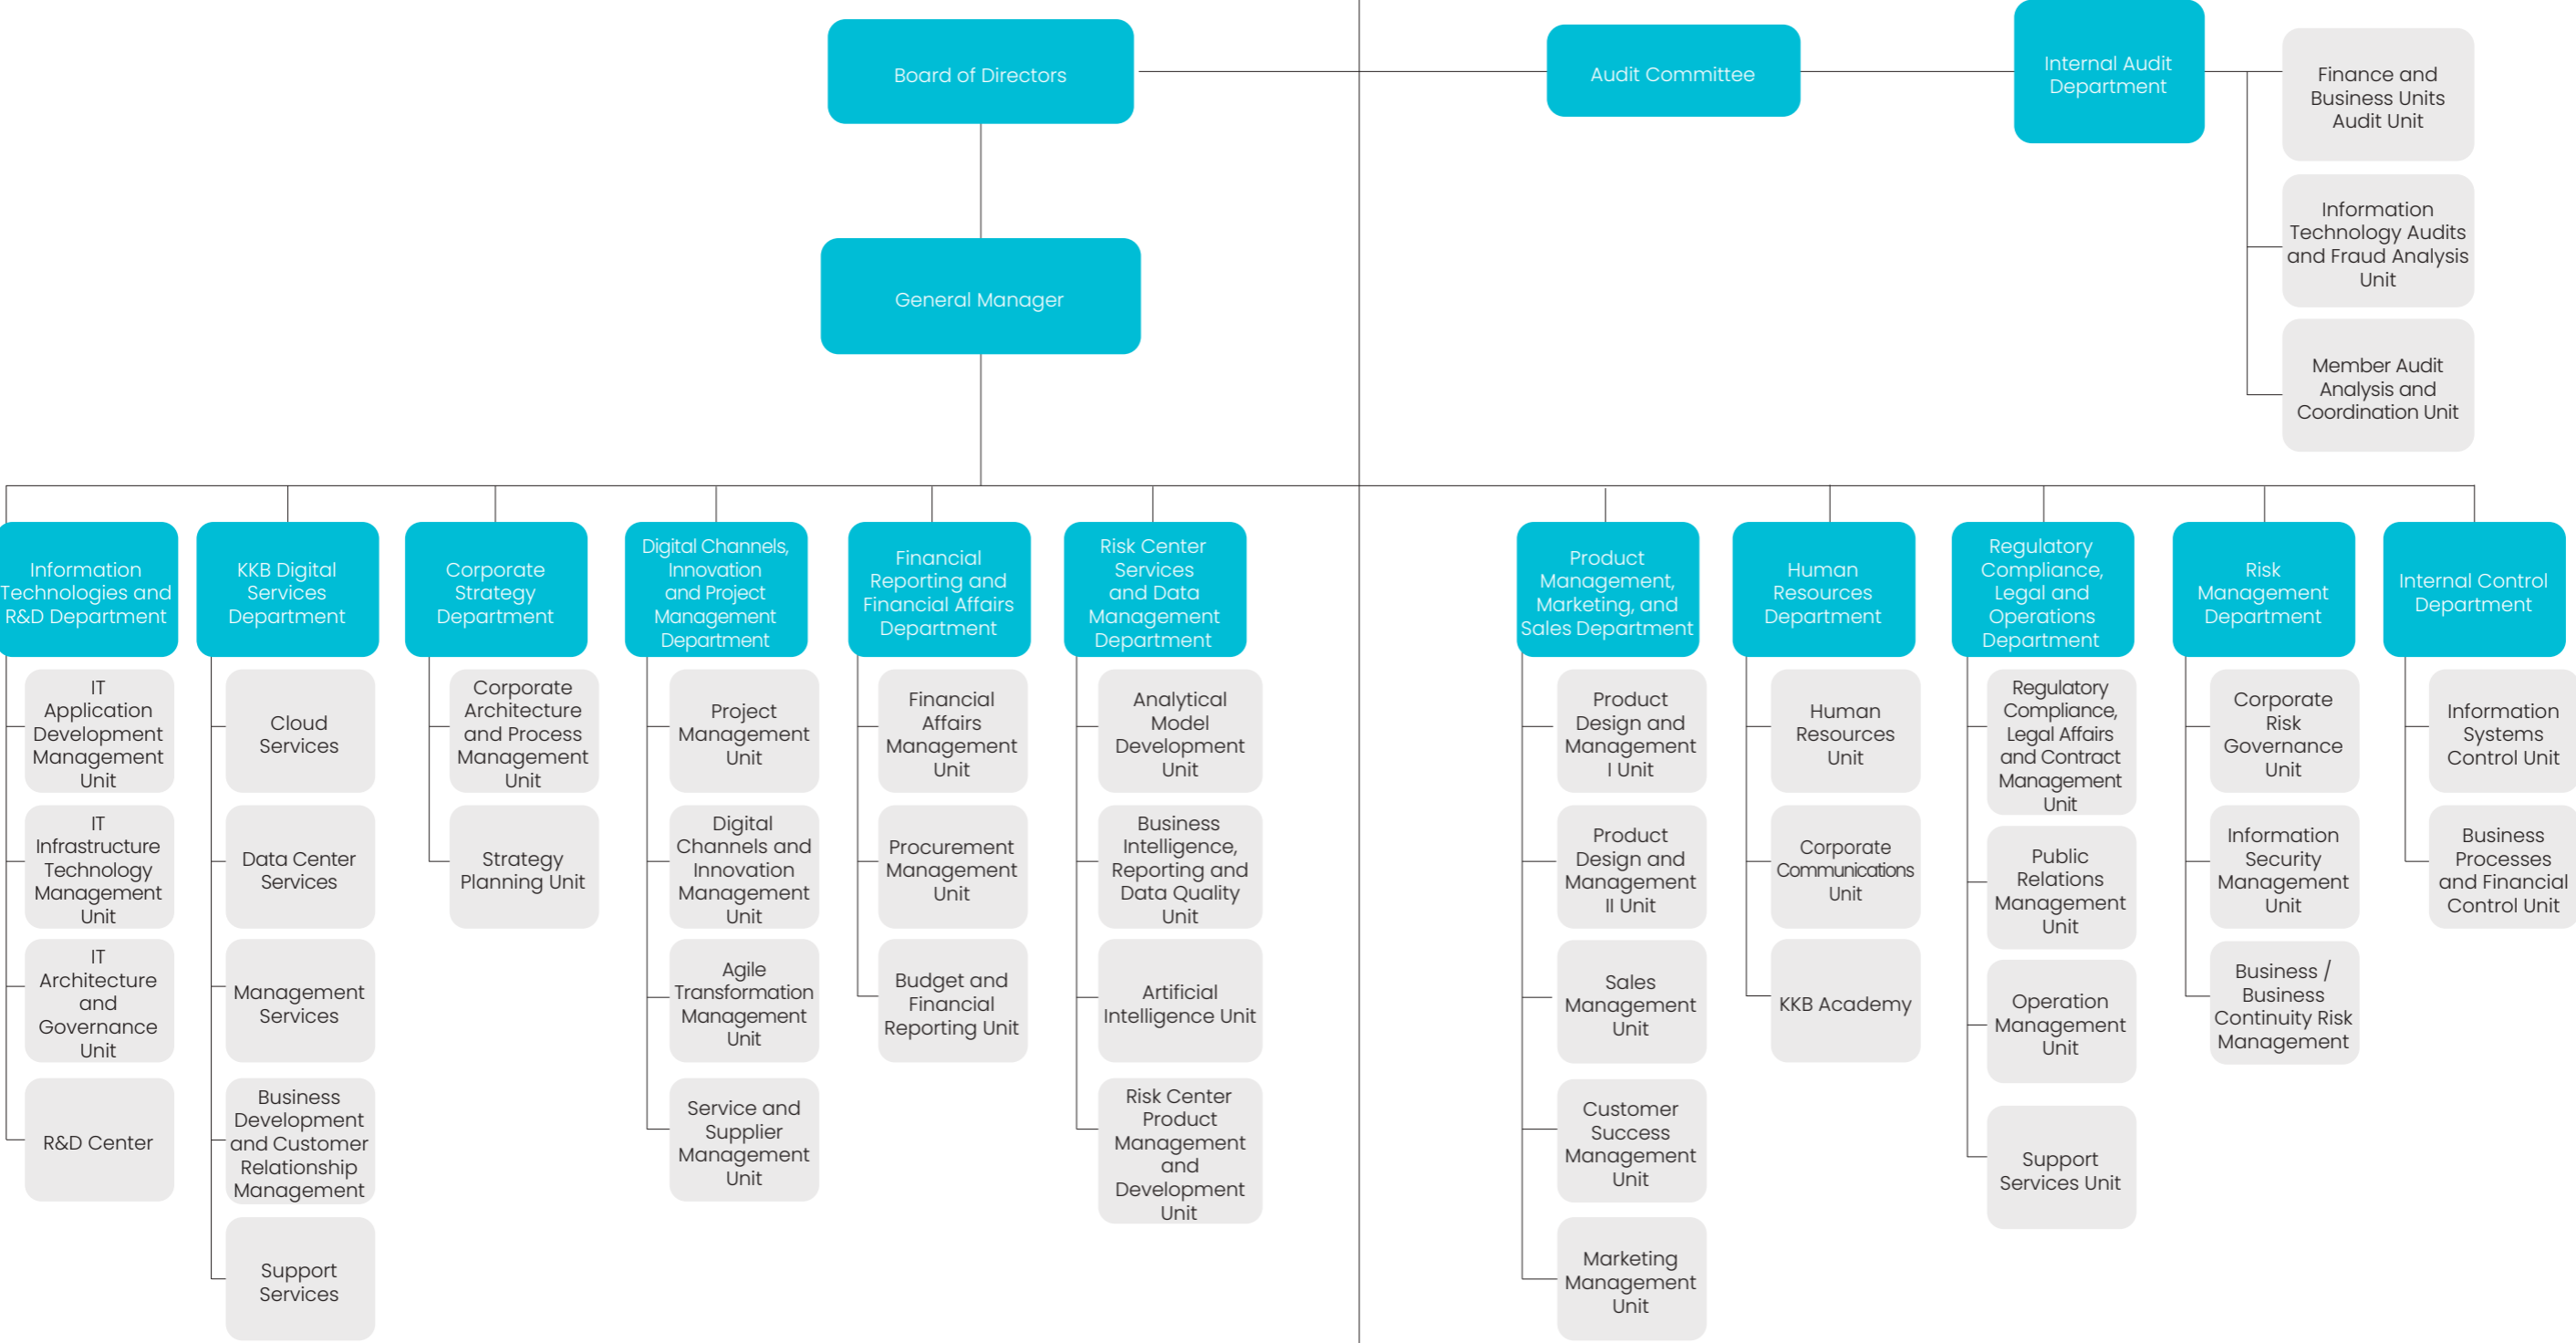 Board of Directors
Audit Committee
Internal Audit
Department
Finance and
Business Units
Audit Unit
Information
Technology Audits
and Fraud Analysis
Unit
Member Audit
Analysis and
Coordination Unit
General Manager
Information
Technologies and
R&D Department
IT
Application
Development
Management
Unit
IT
Infrastructure
Technology
Management
Unit
IT
Architecture
and
Governance
Unit
R&D Center
KKB Digital
Services
Department
Cloud
Services
Data Center
Services
Management
Services
Business
Development
and Customer
Relationship
Management
Support
Services
Corporate
Strategy
Department
Corporate
Architecture
and Process
Management
Unit
Strategy
Planning Unit
Digital Channels,
Innovation
and Project
Management
Department
Project
Management
Unit
Digital
Channels and
Innovation
Management
Unit
Agile
Transformation
Management
Unit
Service and
Supplier
Management
Unit
Financial
Reporting and
Financial Affairs
Department
Financial
Affairs
Management
Unit
Procurement
Management
Unit
Budget and
Financial
Reporting Unit
Risk Center
Services
and Data
Management
Department
Analytical
Model
Development
Unit
Business
Intelligence,
Reporting and
Data Quality
Unit
Artificial
Intelligence Unit
Risk Center
Product
Management
and
Development
Unit
Product
Management,
Marketing, and
Sales Department
Product
Design and
Management
I Unit
Product
Design and
Management
II Unit
Sales
Management
Unit
Customer
Success
Management
Unit
Marketing
Management
Unit
Human
Resources
Department
Human
Resources
Unit
Corporate
Communications
Unit
KKB Academy
Regulatory
Compliance,
Legal and
Operations
Department
Regulatory
Compliance,
Legal Affairs
and Contract
Management
Unit
Public
Relations
Management
Unit
Operation
Management
Unit
Support
Services Unit
Risk
Management
Department
Corporate
Risk
Governance
Unit
Information
Security
Management
Unit
Business /
Business
Continuity Risk
Management
Internal Control
Department
Information
Systems
Control Unit
Business
Processes
and Financial
Control Unit